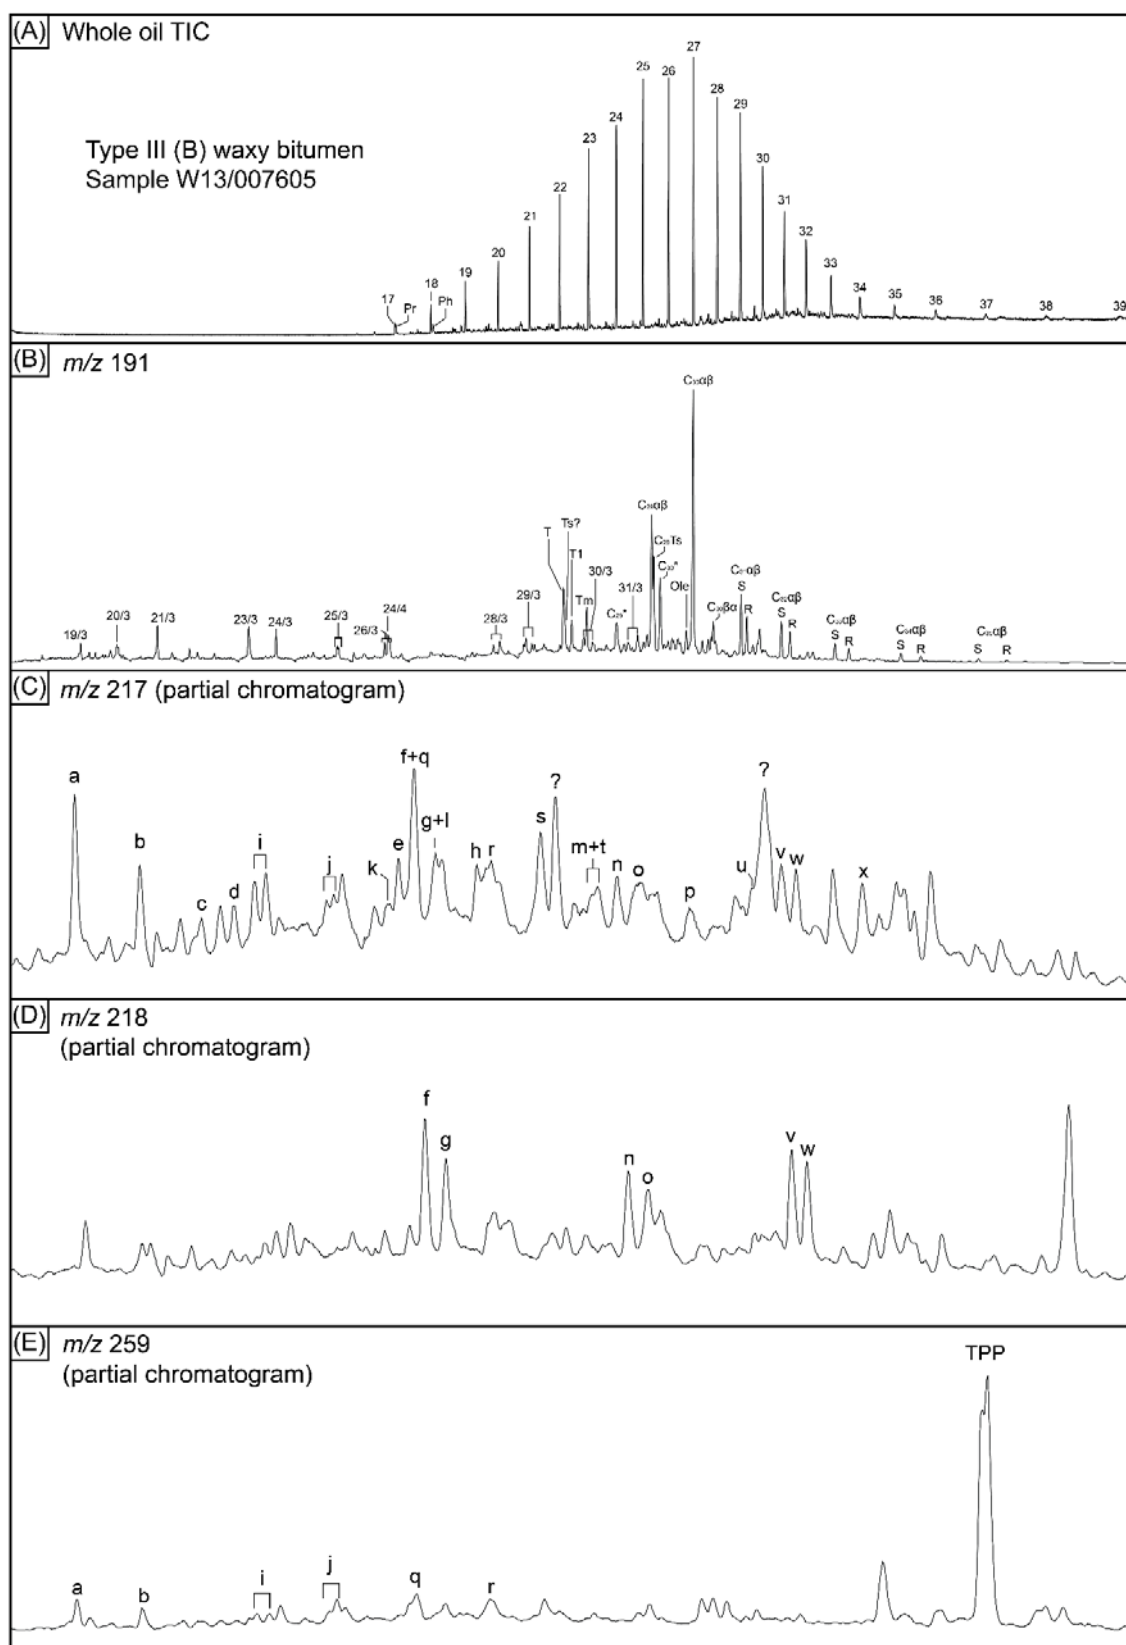 (A) Whole oil TIC
Type III (B) waxy bitumen
Sample W13/007605
17
Pr
18
Ph
19
20
21
22
23
24
25
26
27
28
29
30
31
32
33
34
35
36
37
38
39
(B) m/z 191
19/3
20/3
21/3
23/3
24/3
25/3
26/3
24/4
28/3
29/3
T
Ts?
T1
Tm
30/3
31/3
Ole
S
R
S
R
S
R
S
R
S
R
(C) m/z 217 (partial chromatogram)
a
b
c
d
i
j
k
e
f+q
g+l
h
r
s
?
m+t
n
o
p
u
?
v
w
x
(D) m/z 218
(partial chromatogram)
f
g
n
o
v
w
(E) m/z 259
(partial chromatogram)
a
b
i
j
q
r
TPP